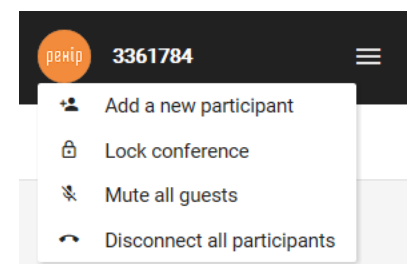 pexip
3361784
Add a new participant
Lock conference
Mute all guests
Disconnect all participants